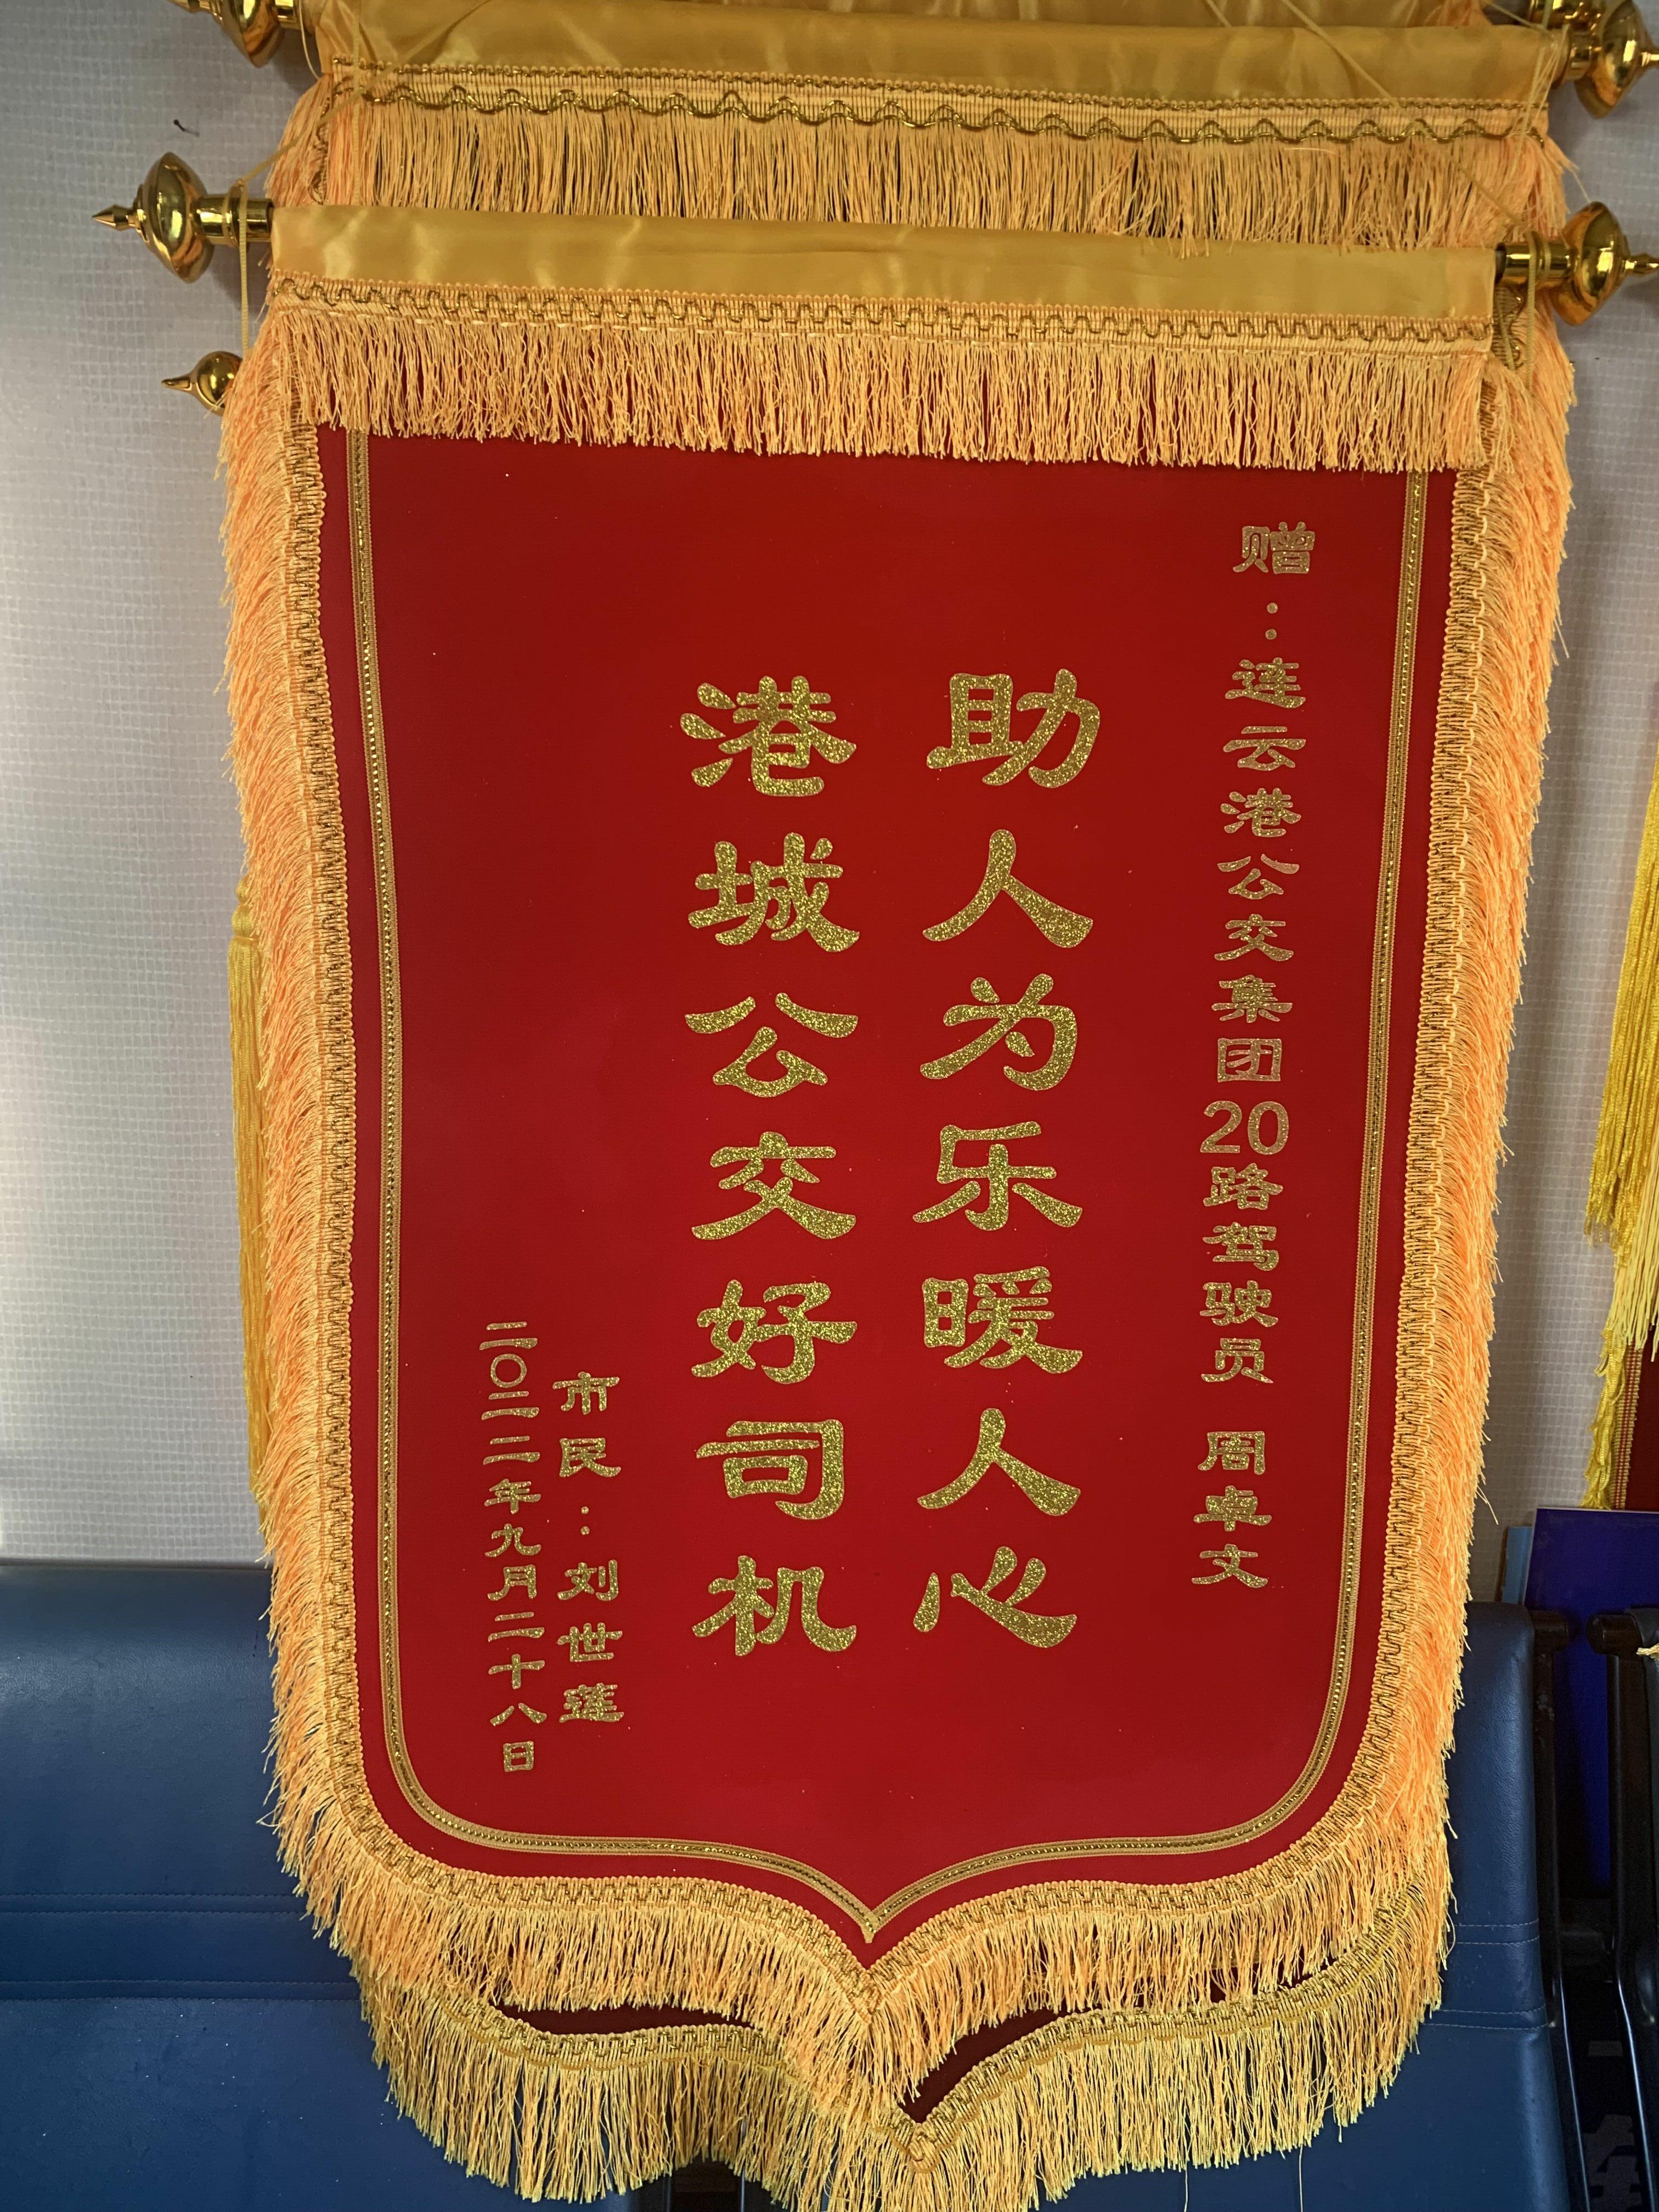 赠：连云港公交集团20路驾驶员 周卓文
助人为乐暖人心
港城公交好司机
市民：刘世莲
二〇二二年九月二十八日